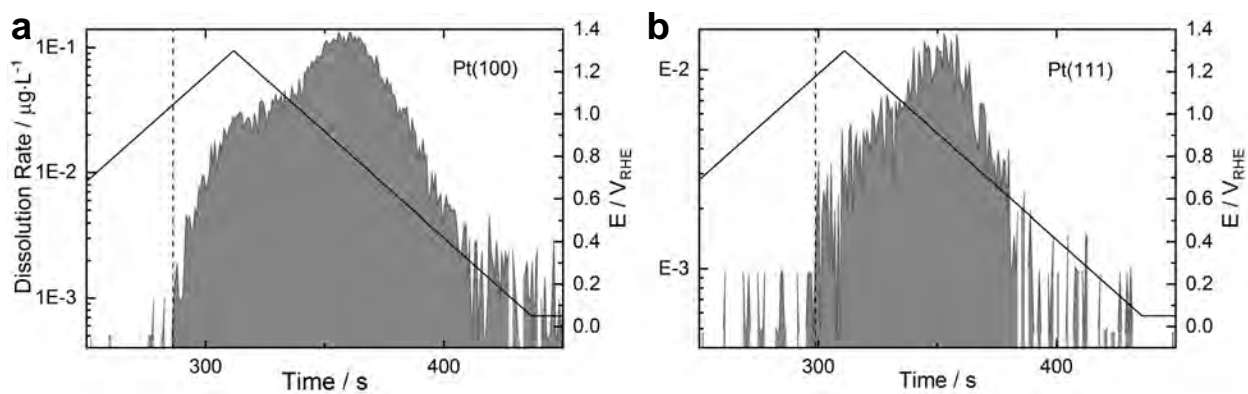 a
Pt(100)
Dissolution Rate / μg·L⁻¹
1E-1
1E-2
1E-3
300
400
Time / s
1.4
1.2
1.0
0.8
0.6
0.4
0.2
0.0
E / V_RHE
b
Pt(111)
E-2
E-3
300
400
Time / s
1.4
1.2
1.0
0.8
0.6
0.4
0.2
0.0
E / V_RHE